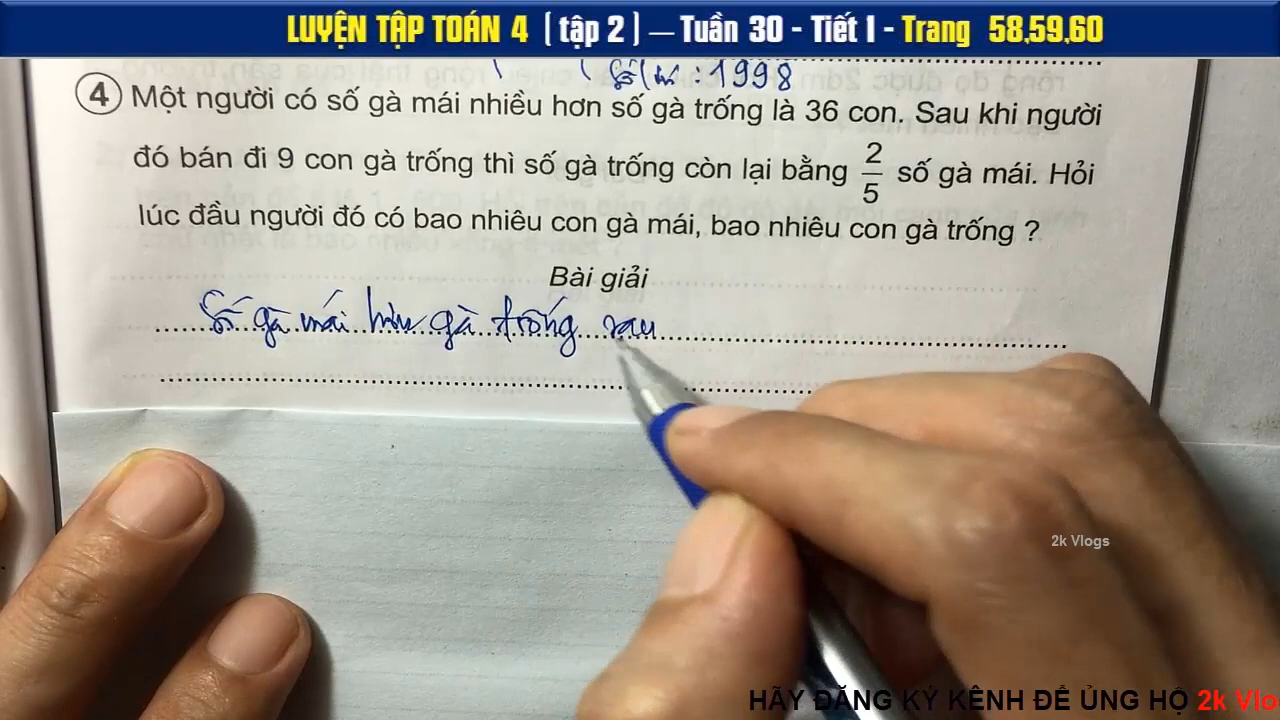 LUYỆN TẬP TOÁN 4 ( tập 2 ) — Tuần 30 - Tiết 1 - Trang 58,59,60
: 1998
4 Một người có số gà mái nhiều hơn số gà trống là 36 con. Sau khi người
đó bán đi 9 con gà trống thì số gà trống còn lại bằng 2/5 số gà mái. Hỏi
lúc đầu người đó có bao nhiêu con gà mái, bao nhiêu con gà trống ?
Bài giải
Số gà mái hơn gà trống sau
2k Vlogs
HÃY ĐĂNG KÝ KÊNH ĐỂ ỦNG HỘ 2k Vlo